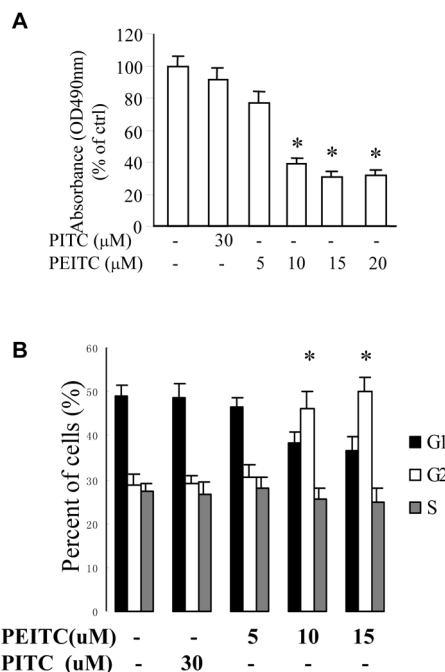 A
Absorbance (OD490nm)
(% of ctrl)
120
100
80
60
40
20
0
* * *
PITC (μM) - 30 - - - -
PEITC (μM) - - 5 10 15 20
B
Percent of cells (%)
60
50
40
30
20
10
0
* *
G1
G2
S
PEITC(uM) - - 5 10 15
PITC (uM) - 30 - - -